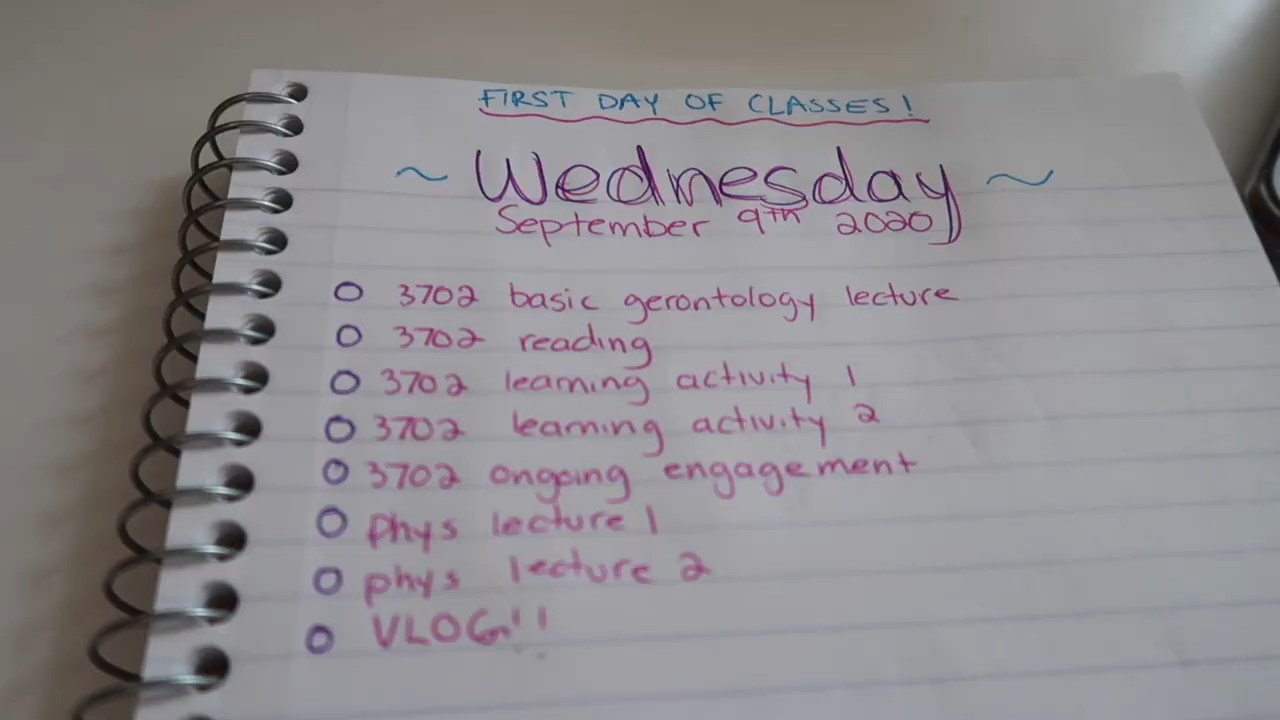 FIRST DAY OF CLASSES!
~ Wednesday ~
September 9th 2020
3702 basic gerontology lecture
3702 reading
3702 learning activity 1
3702 learning activity 2
3702 ongoing engagement
phys lecture 1
phys lecture 2
VLOG!!